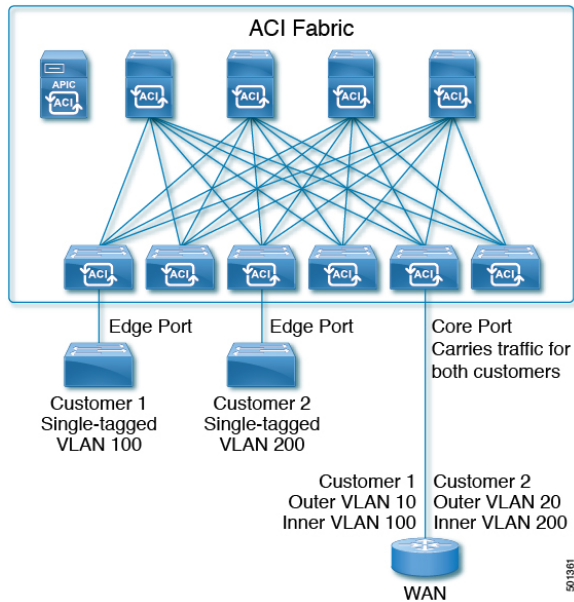 ACI Fabric
APIC
ACI
ACI
ACI
ACI
ACI
ACI
ACI
ACI
ACI
ACI
ACI
Edge Port
Edge Port
Core Port
Carries traffic for
both customers
Customer 1
Single-tagged
VLAN 100
Customer 2
Single-tagged
VLAN 200
Customer 1
Outer VLAN 10
Inner VLAN 100
Customer 2
Outer VLAN 20
Inner VLAN 200
WAN
501361